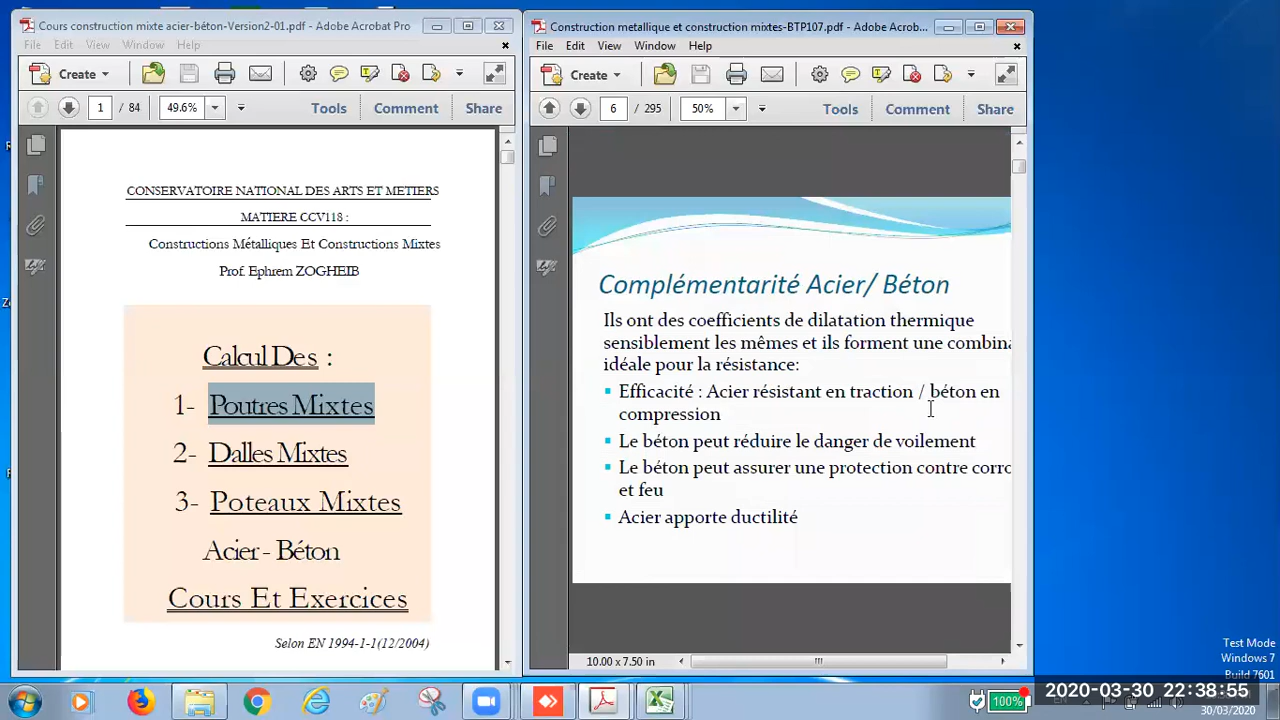 Cours construction mixte acier-béton-Version2-01.pdf - Adobe Acrobat Pro
File Edit View Window Help
Create
1 / 84 49.6%
Tools Comment Share
CONSERVATOIRE NATIONAL DES ARTS ET METIERS
MATIERE CCV118 :
Constructions Métalliques Et Constructions Mixtes
Prof. Ephrem ZOGHEIB
Calcul Des :
1- Poutres Mixtes
2- Dalles Mixtes
3- Poteaux Mixtes
Acier - Béton
Cours Et Exercices
Selon EN 1994-1-1(12/2004)
Construction metallique et construction mixtes-BTP107.pdf - Adobe Acrob...
File Edit View Window Help
Create
6 / 295 50%
Tools Comment Share
Complémentarité Acier/ Béton
Ils ont des coefficients de dilatation thermique
sensiblement les mêmes et ils forment une combina
idéale pour la résistance:
Efficacité : Acier résistant en traction / béton en
compression
Le béton peut réduire le danger de voilement
Le béton peut assurer une protection contre corro
et feu
Acier apporte ductilité
10.00 x 7.50 in
Test Mode
Windows 7
Build 7601
100%
2020-03-30 22:38:55
30/03/2020